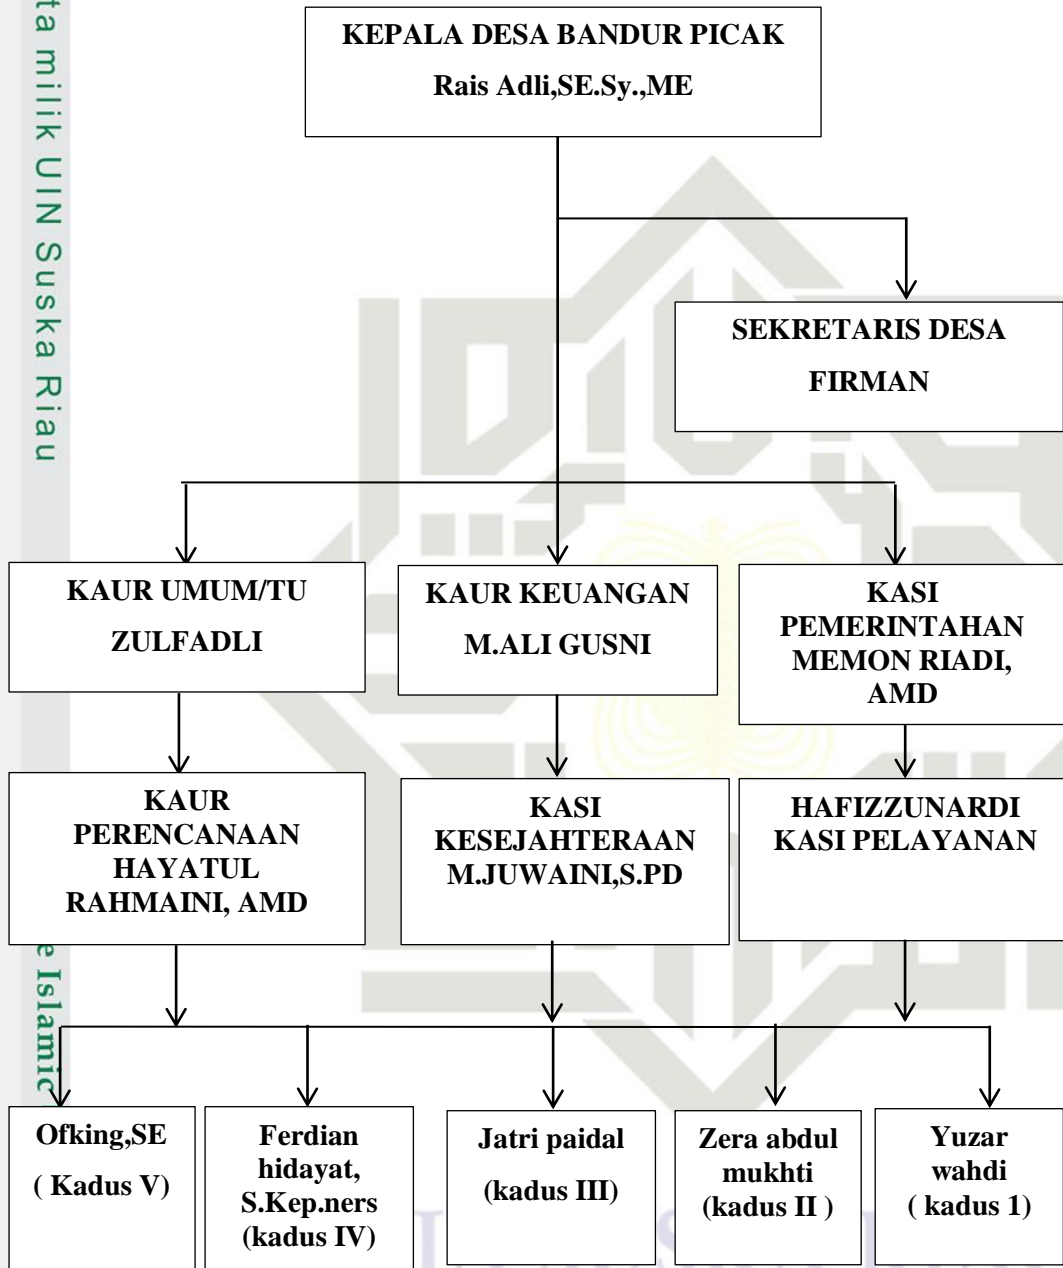 KEPALA DESA BANDUR PICAK
Rais Adli,SE.Sy.,ME
SEKRETARIS DESA
FIRMAN
KAUR UMUM/TU
ZULFADLI
KAUR KEUANGAN
M.ALI GUSNI
KASI
PEMERINTAHAN
MEMON RIADI,
AMD
KAUR
PERENCANAAN
HAYATUL
RAHMAINI, AMD
KASI
KESEJAHTERAAN
M.JUWAINI,S.PD
HAFIZZUNARDI
KASI PELAYANAN
Ofking,SE
( Kadus V)
Ferdian
hidayat,
S.Kep.ners
(kadus IV)
Jatri paidal
(kadus III)
Zera abdul
mukhti
(kadus II )
Yuzar
wahdi
( kadus 1)
milik UIN Suska Riau
Islamic